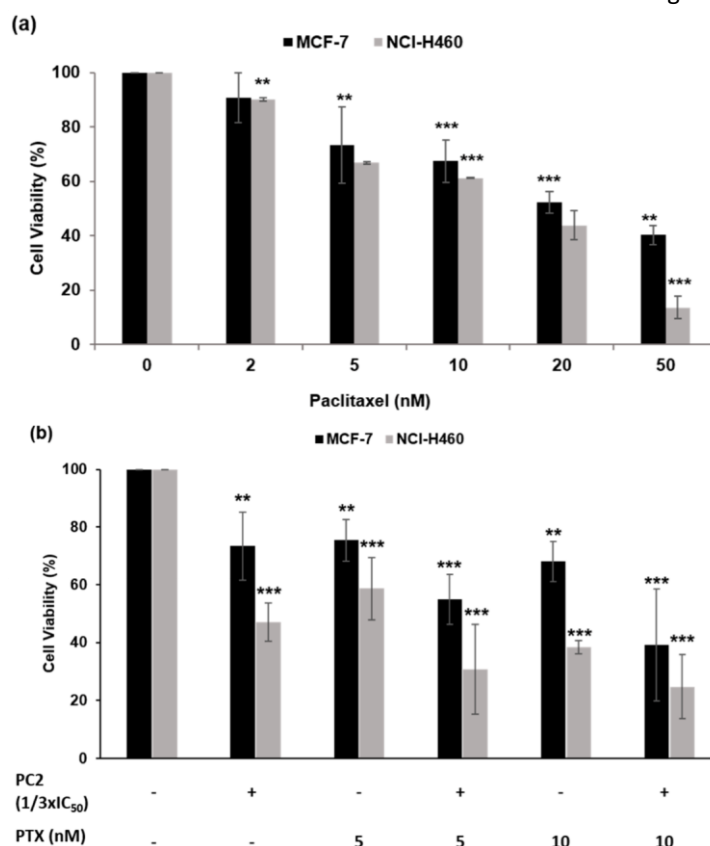 g
(a)
MCF-7 NCI-H460
100
80
60
40
20
0
Cell Viability (%)
** ** *** *** *** ** ***
0 2 5 10 20 50
Paclitaxel (nM)
(b)
MCF-7 NCI-H460
100
80
60
40
20
0
Cell Viability (%)
** *** ** *** *** *** ** *** *** ***
PC2
(1/3xIC50) - + - + - +
PTX (nM) - - 5 5 10 10